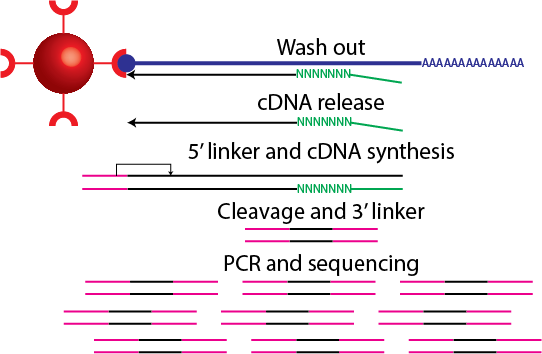 Wash out
AAAAAAAAAAAAAA
NNNNNNN
cDNA release
NNNNNNN
5' linker and cDNA synthesis
NNNNNNN
Cleavage and 3' linker
PCR and sequencing